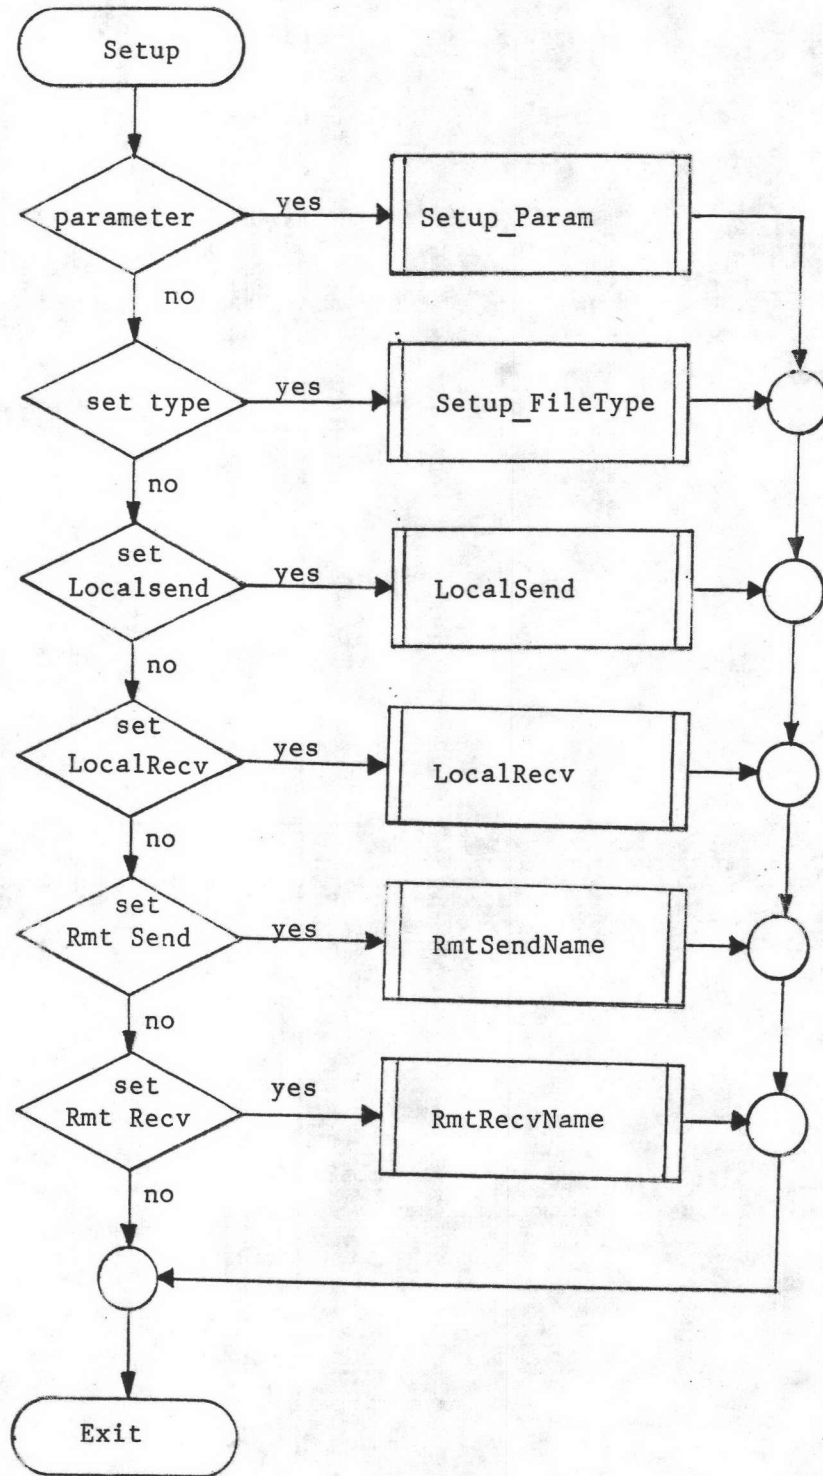 Setup
parameter
yes
Setup_Param
no
set type
yes
Setup_FileType
no
set
Localsend
yes
LocalSend
no
set
LocalRecv
yes
LocalRecv
no
set
Rmt Send
yes
RmtSendName
no
set
Rmt Recv
yes
RmtRecvName
no
Exit